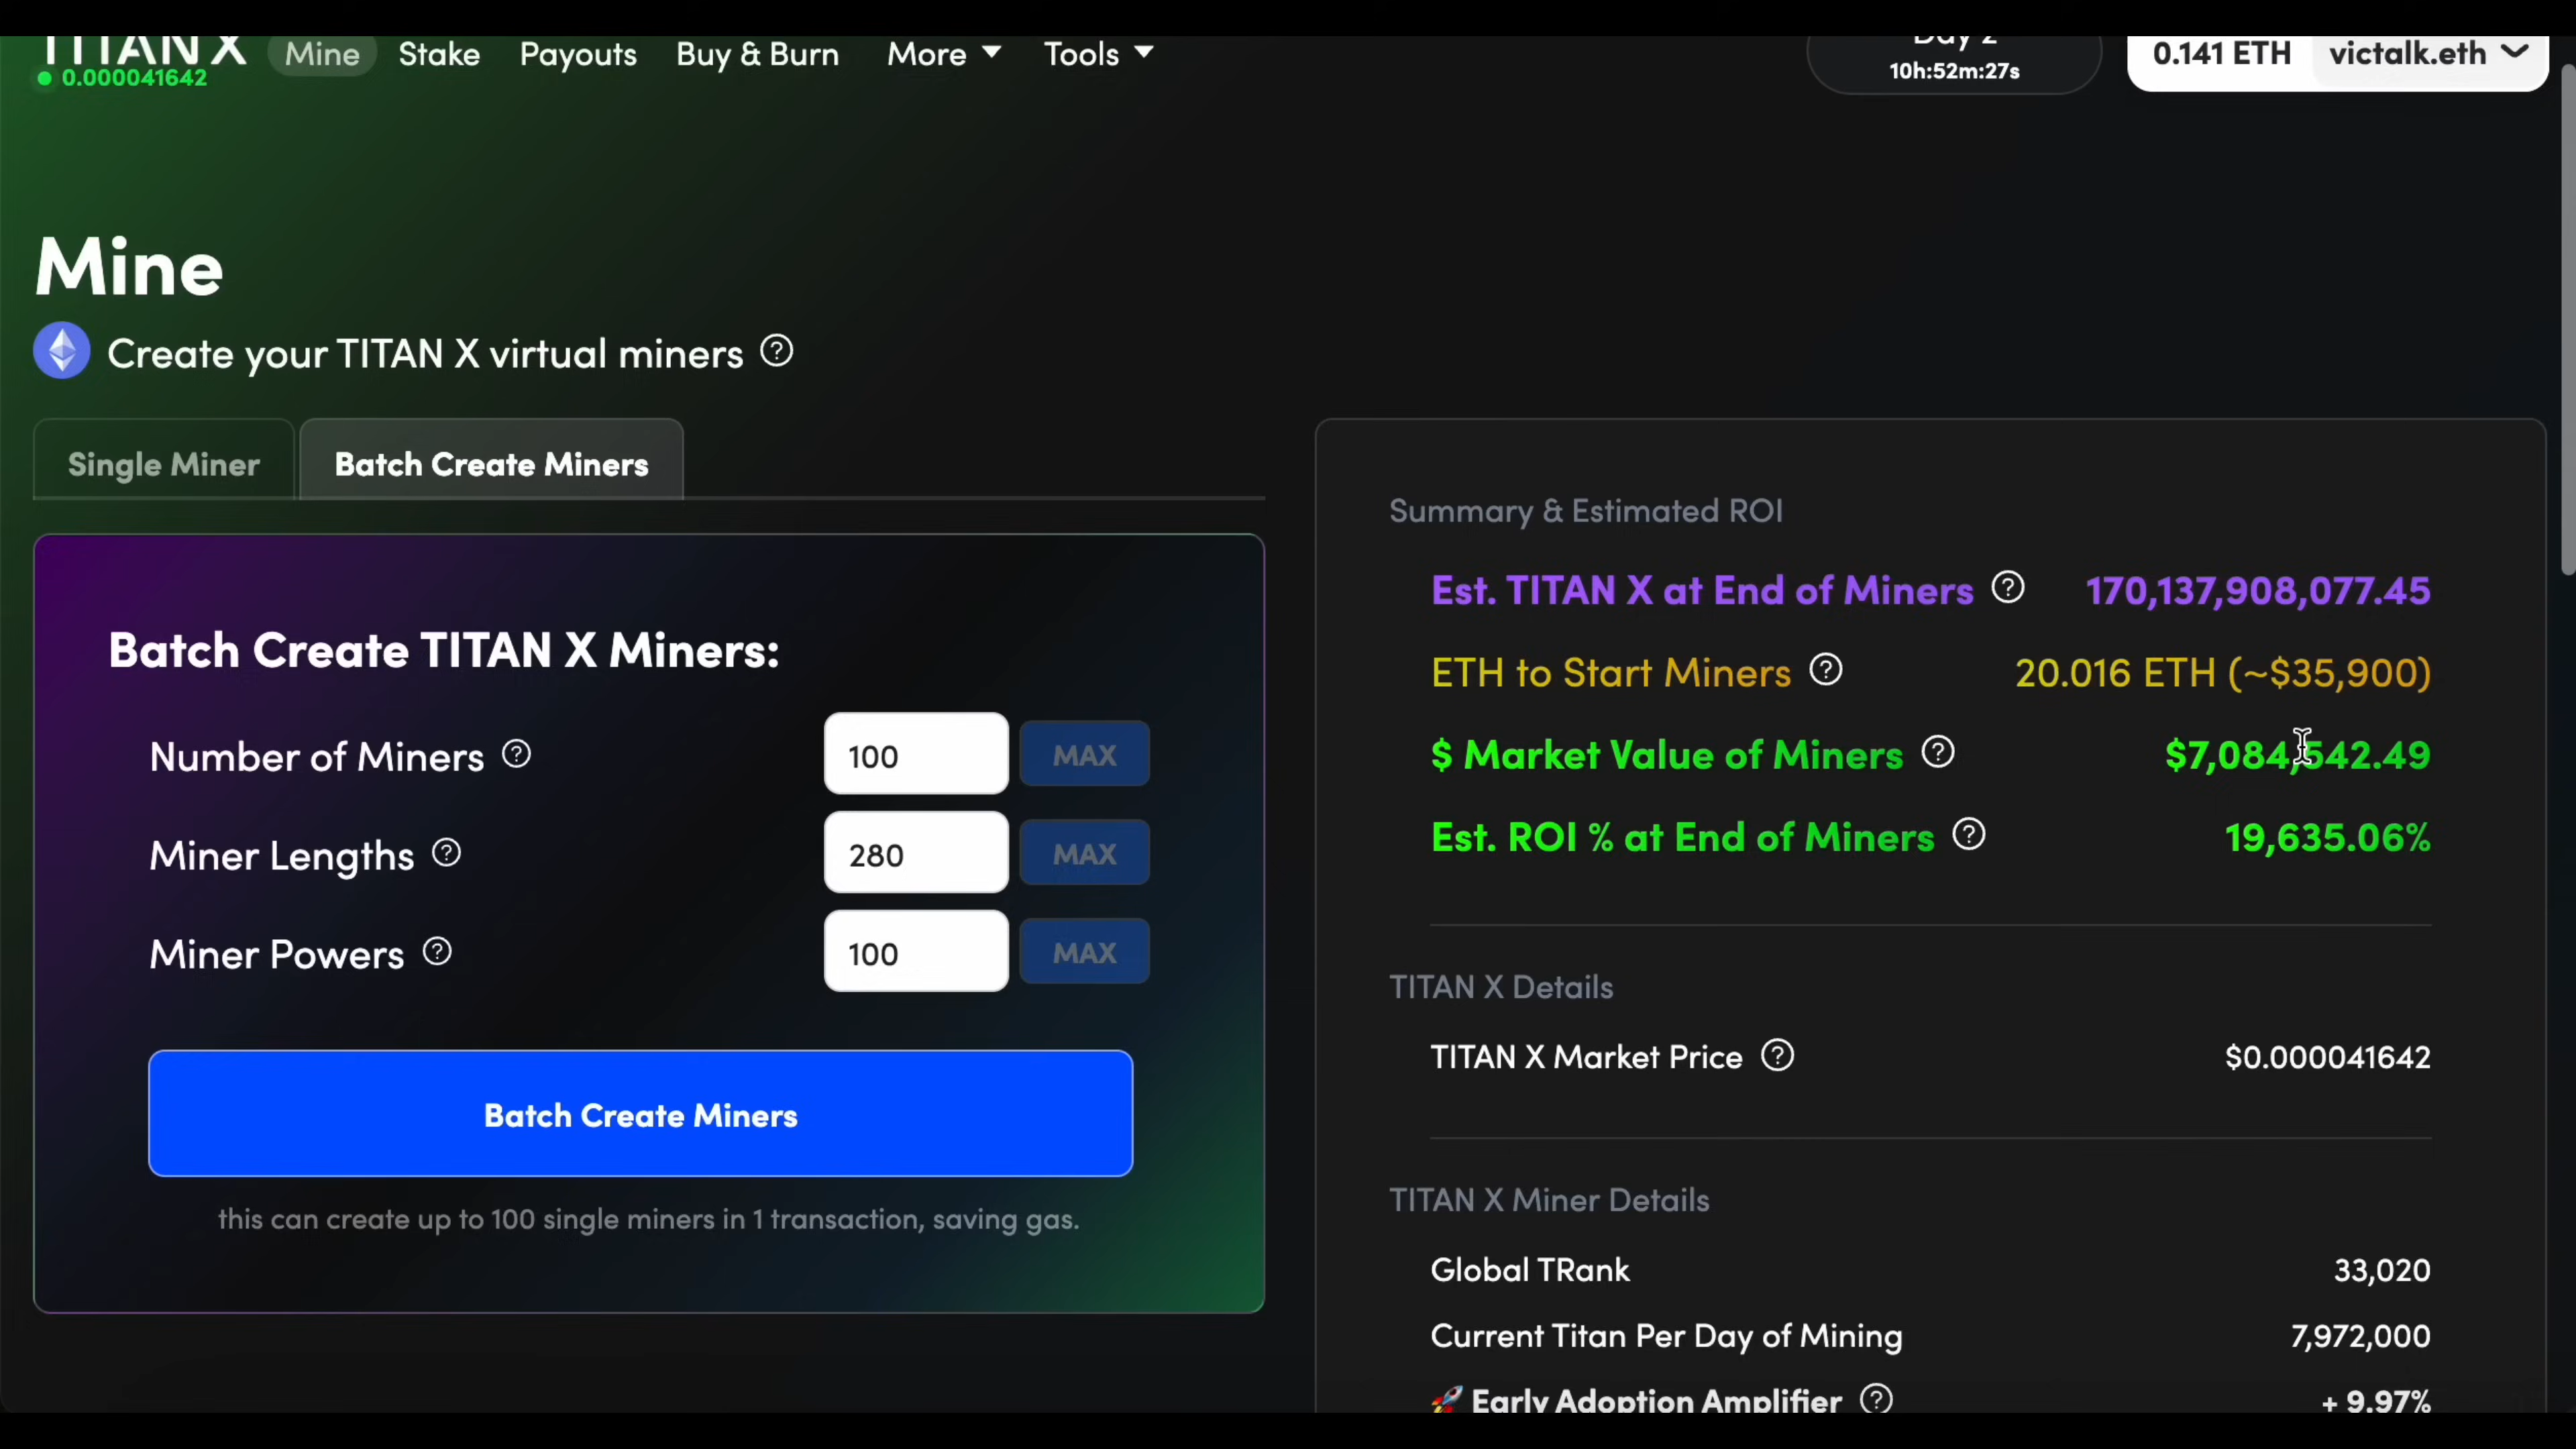 TITAN X Mine Stake Payouts Buy & Burn More Tools
0.000041642
Day 2
10h:52m:27s
0.141 ETH victalk.eth
Mine
Create your TITAN X virtual miners ?
Single Miner Batch Create Miners
Batch Create TITAN X Miners:
Number of Miners ? 100 MAX
Miner Lengths ? 280 MAX
Miner Powers ? 100 MAX
Batch Create Miners
this can create up to 100 single miners in 1 transaction, saving gas.
Summary & Estimated ROI
Est. TITAN X at End of Miners ? 170,137,908,077.45
ETH to Start Miners ? 20.016 ETH (~$35,900)
$ Market Value of Miners ? $7,084,542.49
Est. ROI % at End of Miners ? 19,635.06%
TITAN X Details
TITAN X Market Price ? $0.000041642
TITAN X Miner Details
Global TRank 33,020
Current Titan Per Day of Mining 7,972,000
🚀 Early Adoption Amplifier ? + 9.97%